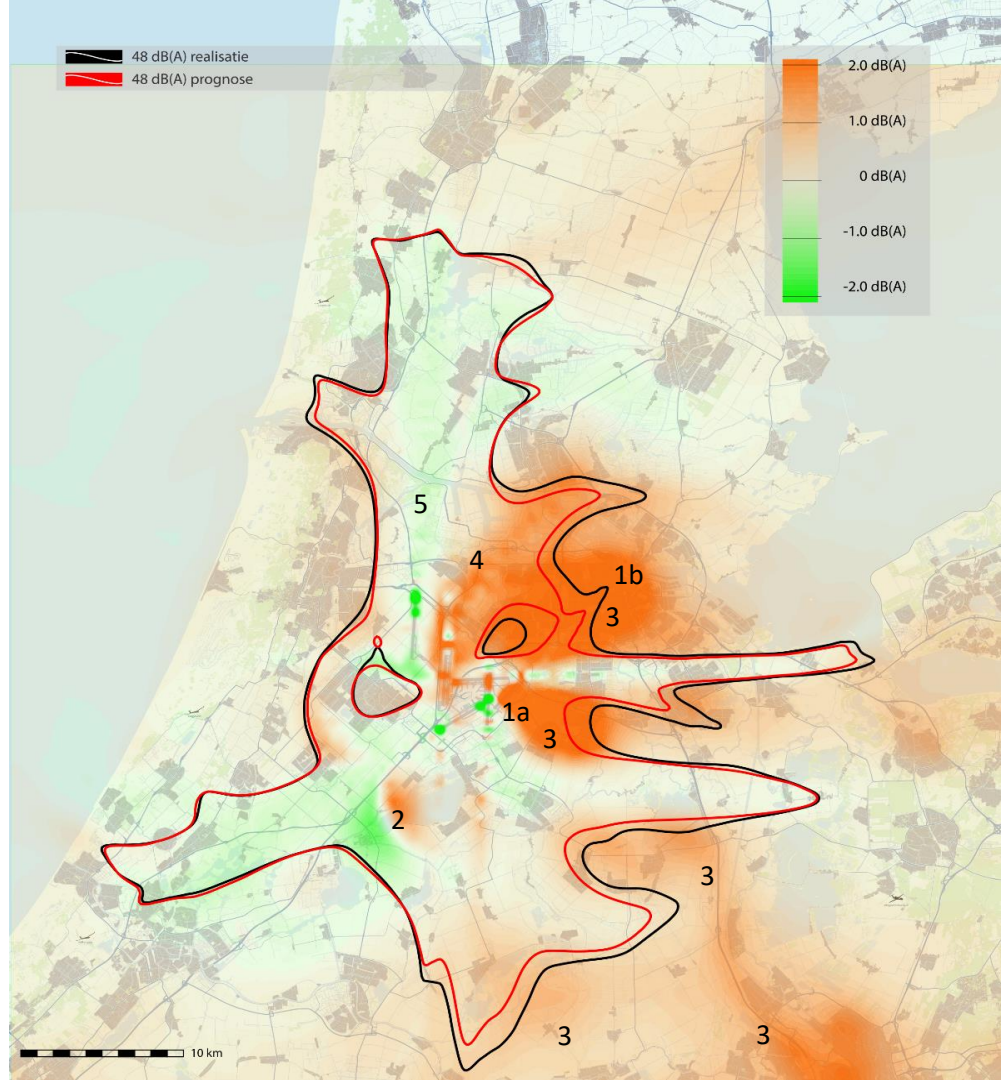 48 dB(A) realisatie
48 dB(A) prognose
2.0 dB(A)
1.0 dB(A)
0 dB(A)
-1.0 dB(A)
-2.0 dB(A)
5
4
1b
3
1a
3
2
3
3
3
10 km